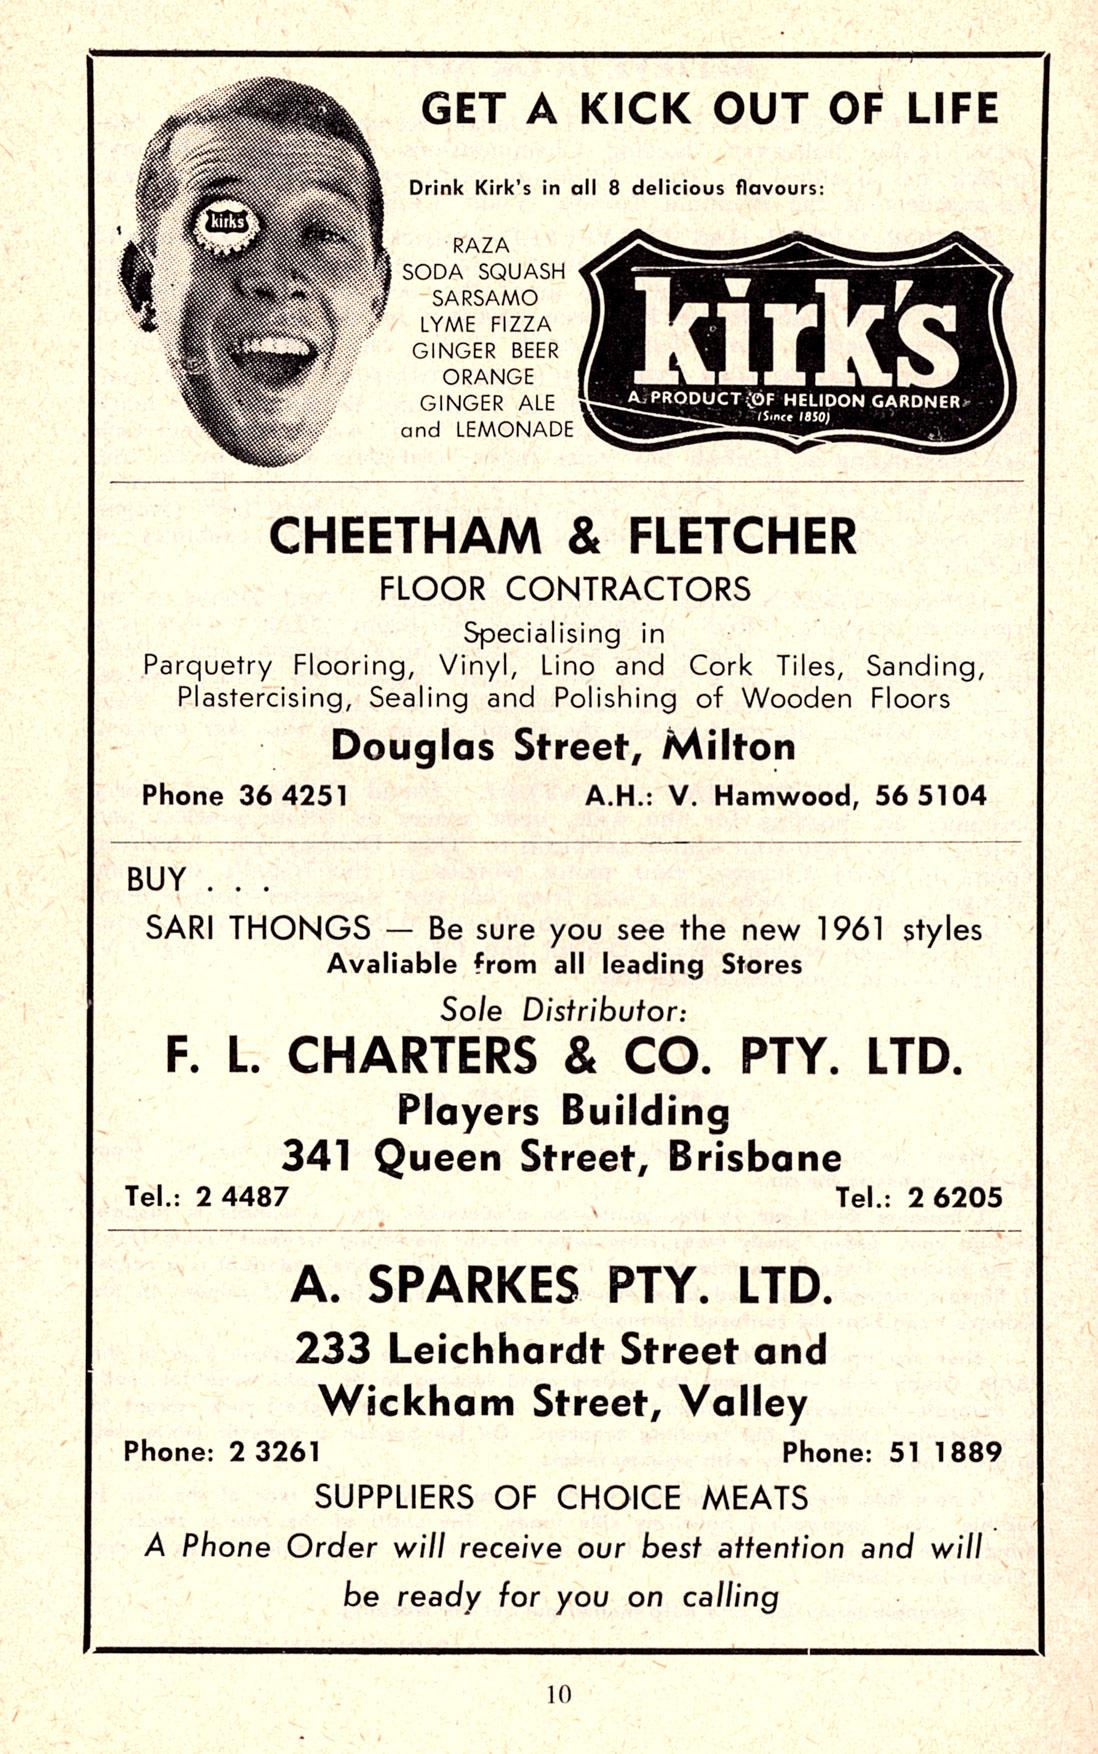 GET A KICK OUT OF LIFE
Drink Kirk's in all 8 delicious flavours:
kirks
RAZA
SODA SQUASH
SARSAMO
LYME FIZZA
GINGER BEER
ORANGE
GINGER ALE
and LEMONADE
kirk's
A PRODUCT OF HELIDON GARDNER
(Since 1850)
CHEETHAM & FLETCHER
FLOOR CONTRACTORS
Specialising in
Parquetry Flooring, Vinyl, Lino and Cork Tiles, Sanding,
Plastercising, Sealing and Polishing of Wooden Floors
Douglas Street, Milton
Phone 36 4251 A.H.: V. Hamwood, 56 5104
BUY . . .
SARI THONGS — Be sure you see the new 1961 styles
Avaliable from all leading Stores
Sole Distributor:
F. L. CHARTERS & CO. PTY. LTD.
Players Building
341 Queen Street, Brisbane
Tel.: 2 4487 Tel.: 2 6205
A. SPARKES PTY. LTD.
233 Leichhardt Street and
Wickham Street, Valley
Phone: 2 3261 Phone: 51 1889
SUPPLIERS OF CHOICE MEATS
A Phone Order will receive our best attention and will
be ready for you on calling
10